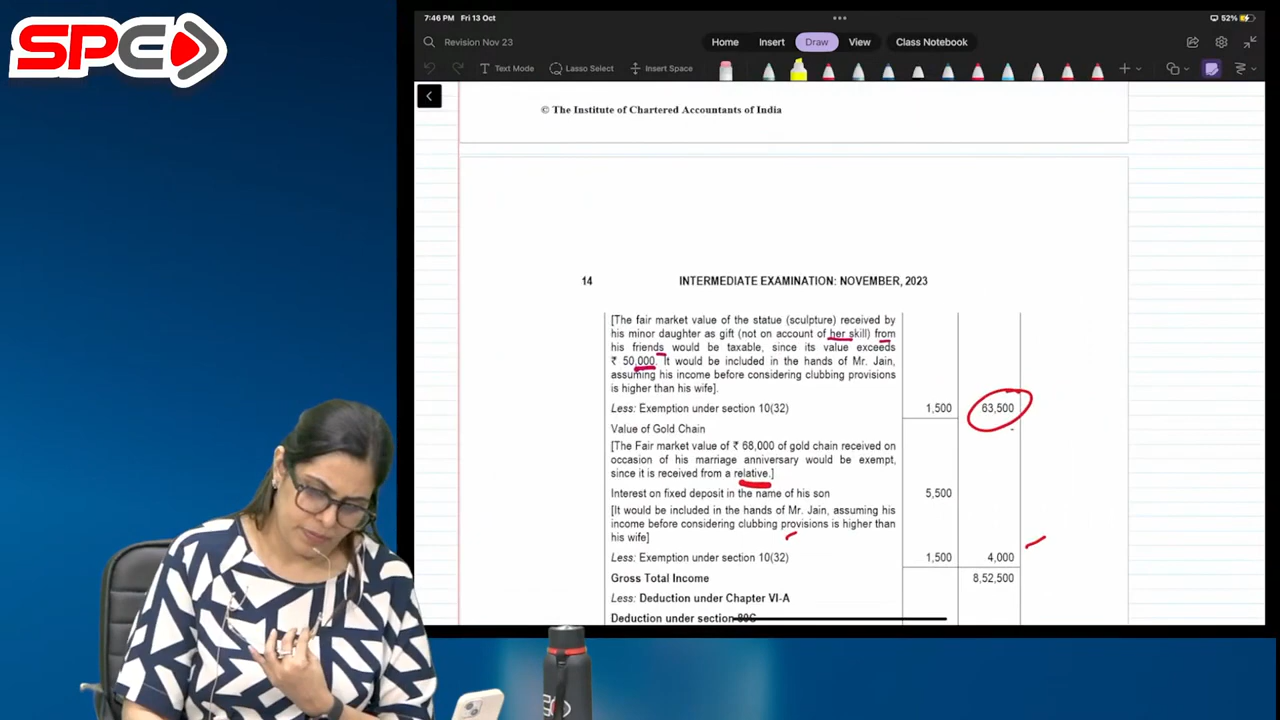 SPC
7:46 PM Fri 13 Oct
52%
Revision Nov 23
Home
Insert
Draw
View
Class Notebook
Text Mode
Lasso Select
Insert Space
© The Institute of Chartered Accountants of India
14 INTERMEDIATE EXAMINATION: NOVEMBER, 2023
[The fair market value of the statue (sculpture) received by
his minor daughter as gift (not on account of her skill) from
his friends would be taxable, since its value exceeds
₹ 50,000. It would be included in the hands of Mr. Jain,
assuming his income before considering clubbing provisions
is higher than his wife].
Less: Exemption under section 10(32) 1,500 63,500
Value of Gold Chain -
[The Fair market value of ₹ 68,000 of gold chain received on
occasion of his marriage anniversary would be exempt,
since it is received from a relative.]
Interest on fixed deposit in the name of his son 5,500
[It would be included in the hands of Mr. Jain, assuming his
income before considering clubbing provisions is higher than
his wife]
Less: Exemption under section 10(32) 1,500 4,000
Gross Total Income 8,52,500
Less: Deduction under Chapter VI-A
Deduction under section 80G